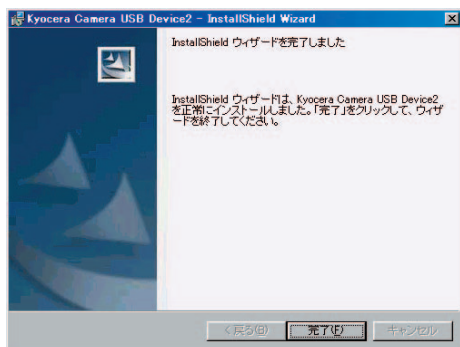 Kyocera Camera USB Device2 - InstallShield Wizard
InstallShield ウィザードを完了しました
InstallShield ウィザードは、Kyocera Camera USB Device2
を正常にインストールしました。「完了」をクリックして、ウィザ
ードを終了してください。
< 戻る(B) 完了(F) キャンセル